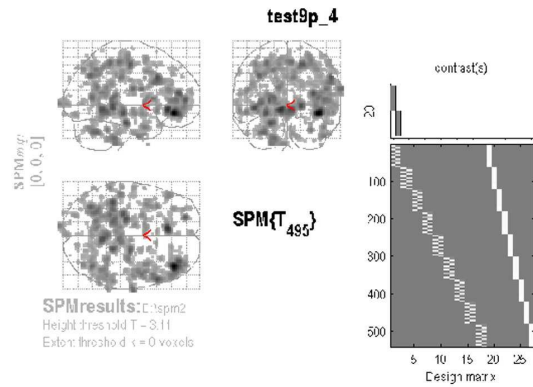 test9p_4
contrast(s)
20
SPMmip
[0, 0, 0]
<
<
<
SPM{T495}
SPMresults: D:\spm2
Height threshold T = 3.11
Extent threshold k = 0 voxels
100
200
300
400
500
5 10 15 20 25
Design matrix